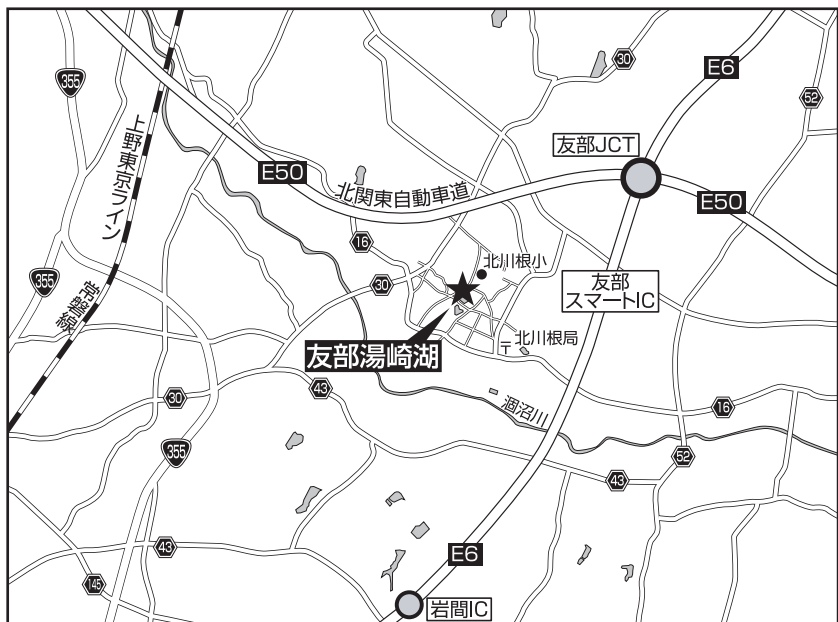 30
E6
355
52
上野東京ライン
友部JCT
E50
北関東自動車道
E50
16
北川根小
355
30
友部
スマートIC
常磐線
北川根局
友部湯崎湖
43
30
涸沼川
16
355
52
43
43
E6
145
岩間IC